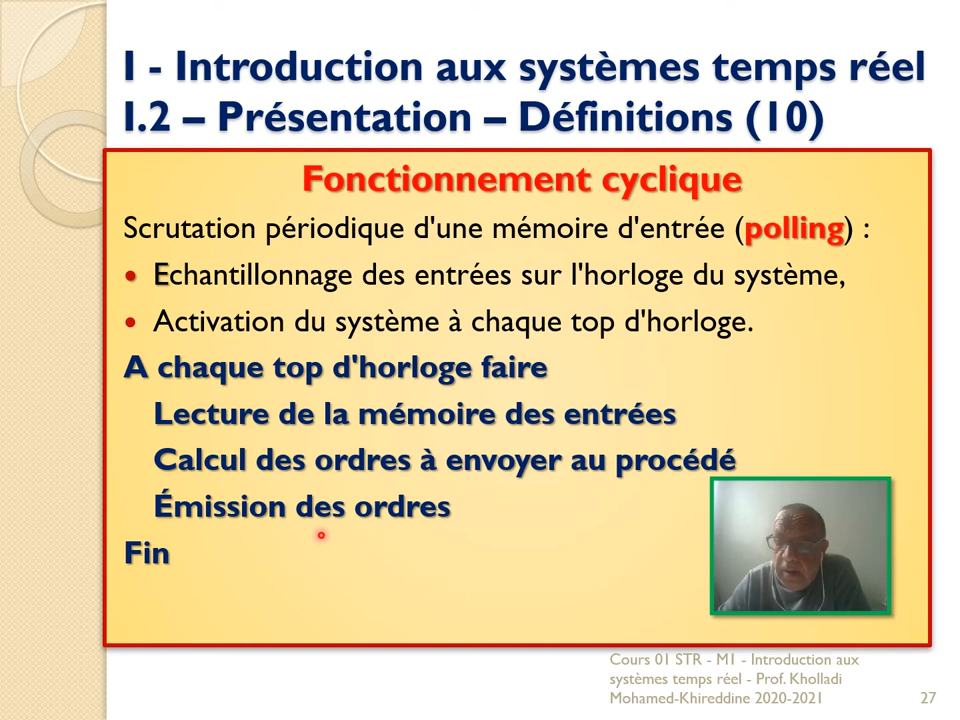 I - Introduction aux systèmes temps réel
I.2 – Présentation – Définitions (10)
Fonctionnement cyclique
Scrutation périodique d'une mémoire d'entrée (polling) :
• Echantillonnage des entrées sur l'horloge du système,
• Activation du système à chaque top d'horloge.
A chaque top d'horloge faire
Lecture de la mémoire des entrées
Calcul des ordres à envoyer au procédé
Émission des ordres
Fin
Cours 01 STR - M1 - Introduction aux
systèmes temps réel - Prof. Kholladi
Mohamed-Khireddine 2020-2021
27